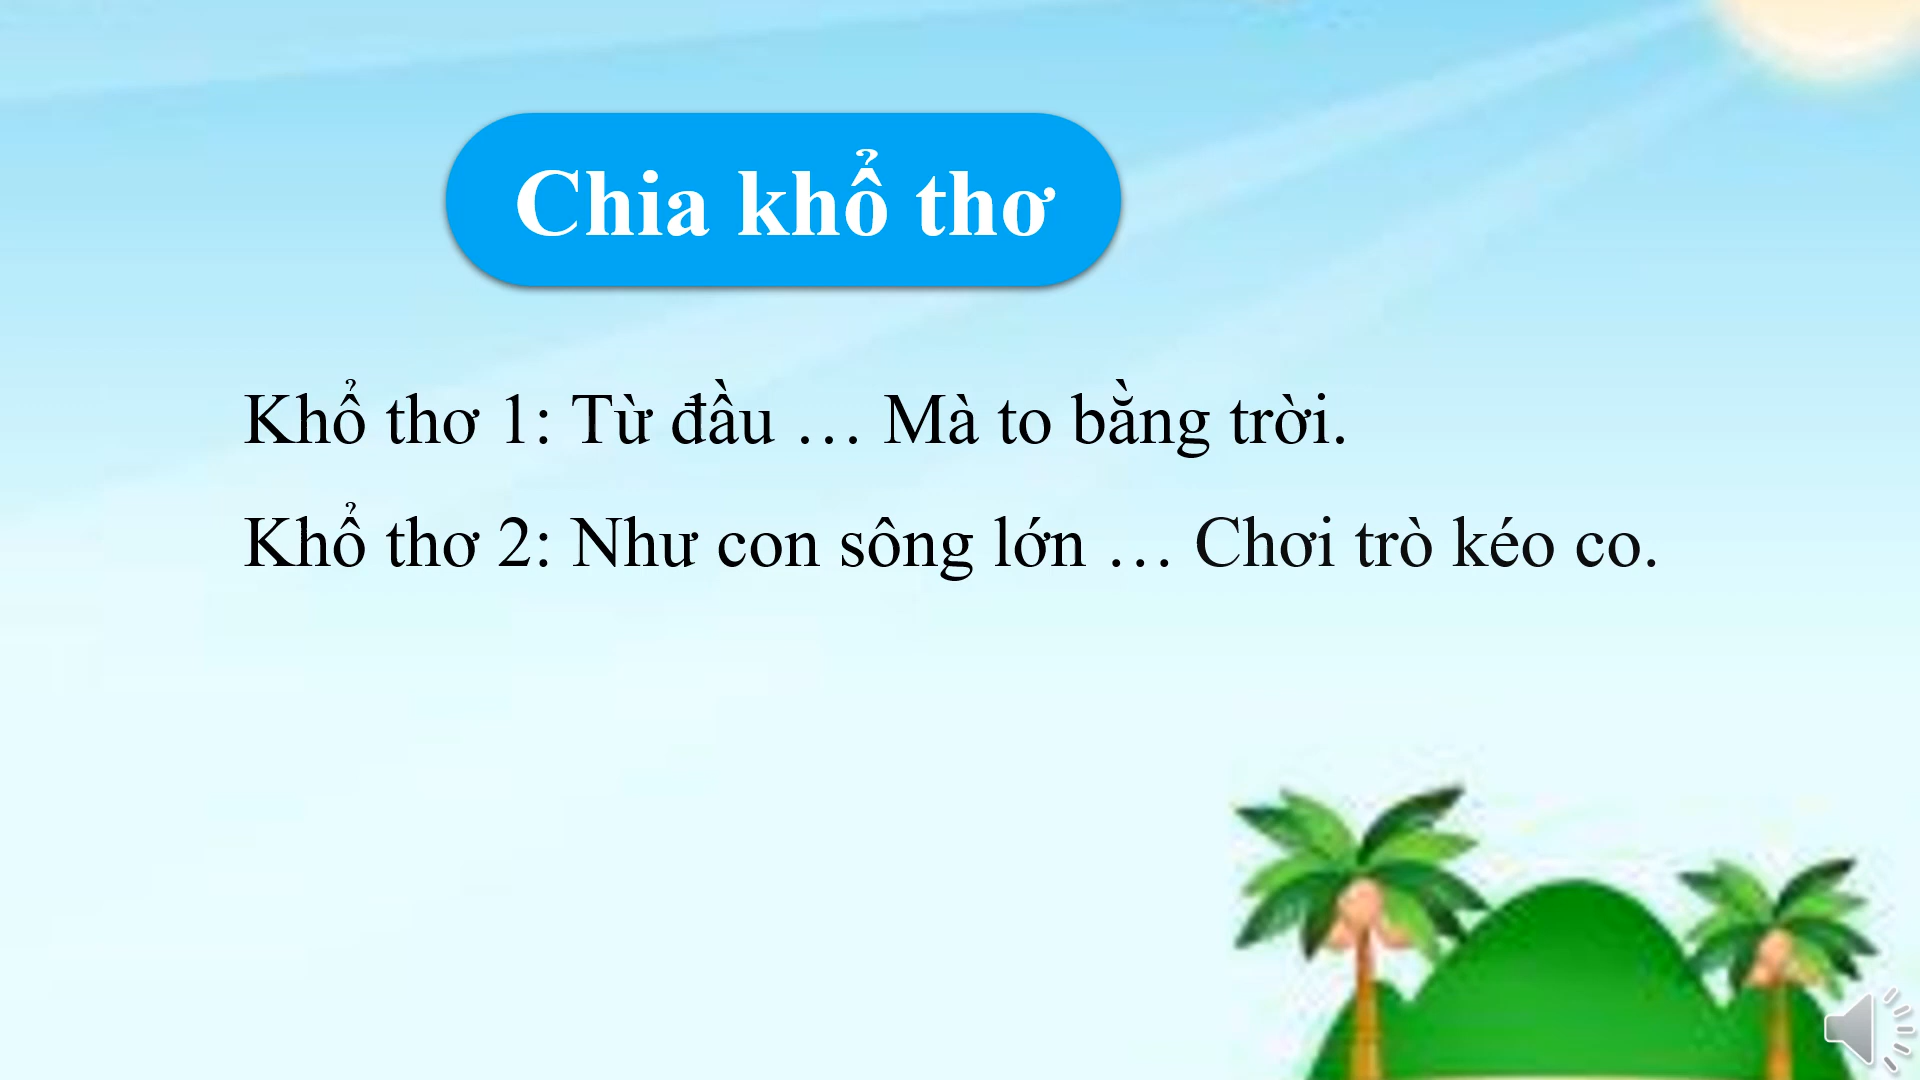 Chia khổ thơ
Khổ thơ 1: Từ đầu … Mà to bằng trời.
Khổ thơ 2: Như con sông lớn … Chơi trò kéo co.